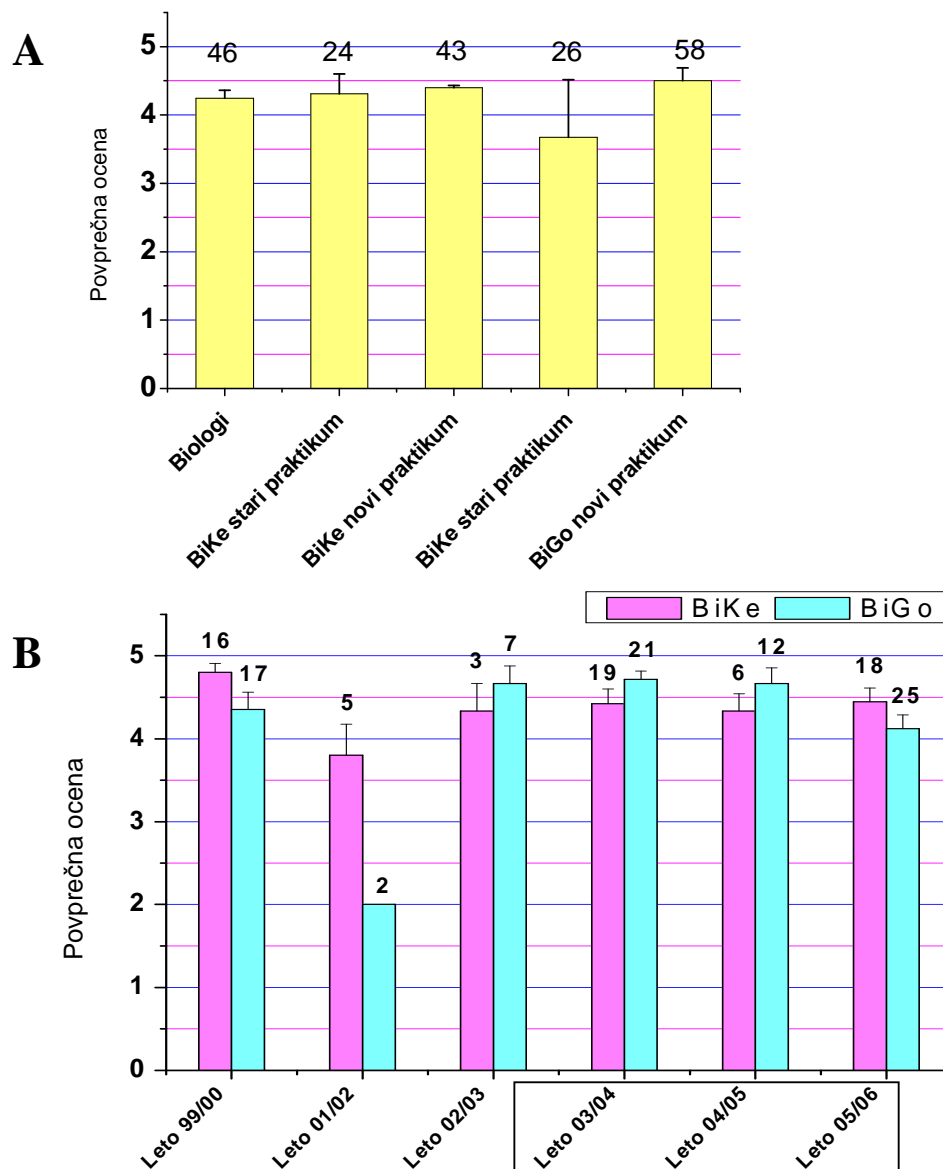 A
46 24 43 26 58
5
4
3
2
1
0
Povprečna ocena
Biologi
BiKe stari praktikum
BiKe novi praktikum
BiKe stari praktikum
BiGo novi praktikum
BiKe BiGo
B
16 17 5 2 3 7 19 21 6 12 18 25
5
4
3
2
1
0
Povprečna ocena
Leto 99/00
Leto 01/02
Leto 02/03
Leto 03/04
Leto 04/05
Leto 05/06